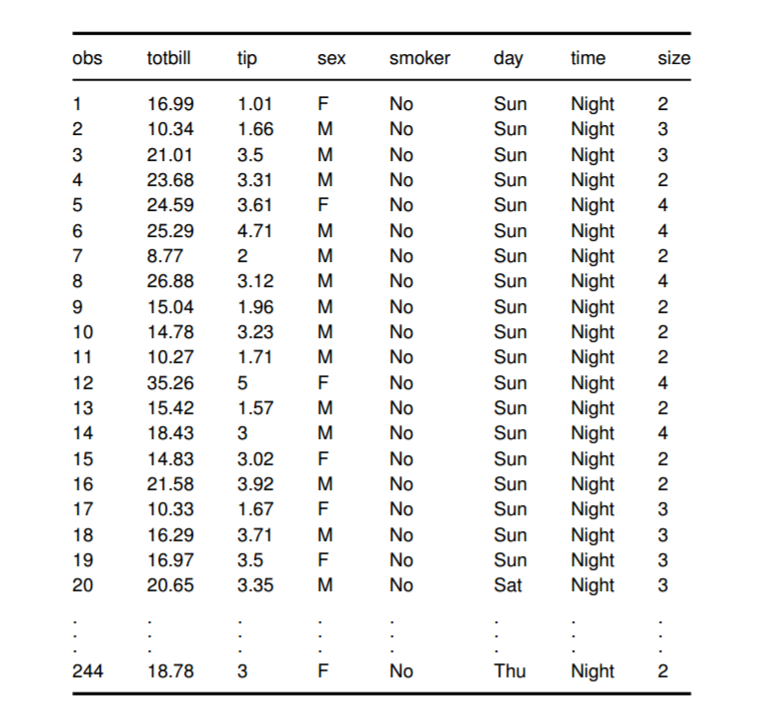 obs totbill tip sex smoker day time size
1 16.99 1.01 F No Sun Night 2
2 10.34 1.66 M No Sun Night 3
3 21.01 3.5 M No Sun Night 3
4 23.68 3.31 M No Sun Night 2
5 24.59 3.61 F No Sun Night 4
6 25.29 4.71 M No Sun Night 4
7 8.77 2 M No Sun Night 2
8 26.88 3.12 M No Sun Night 4
9 15.04 1.96 M No Sun Night 2
10 14.78 3.23 M No Sun Night 2
11 10.27 1.71 M No Sun Night 2
12 35.26 5 F No Sun Night 4
13 15.42 1.57 M No Sun Night 2
14 18.43 3 M No Sun Night 4
15 14.83 3.02 F No Sun Night 2
16 21.58 3.92 M No Sun Night 2
17 10.33 1.67 F No Sun Night 3
18 16.29 3.71 M No Sun Night 3
19 16.97 3.5 F No Sun Night 3
20 20.65 3.35 M No Sat Night 3
. . . . . . . .
. . . . . . . .
. . . . . . . .
244 18.78 3 F No Thu Night 2